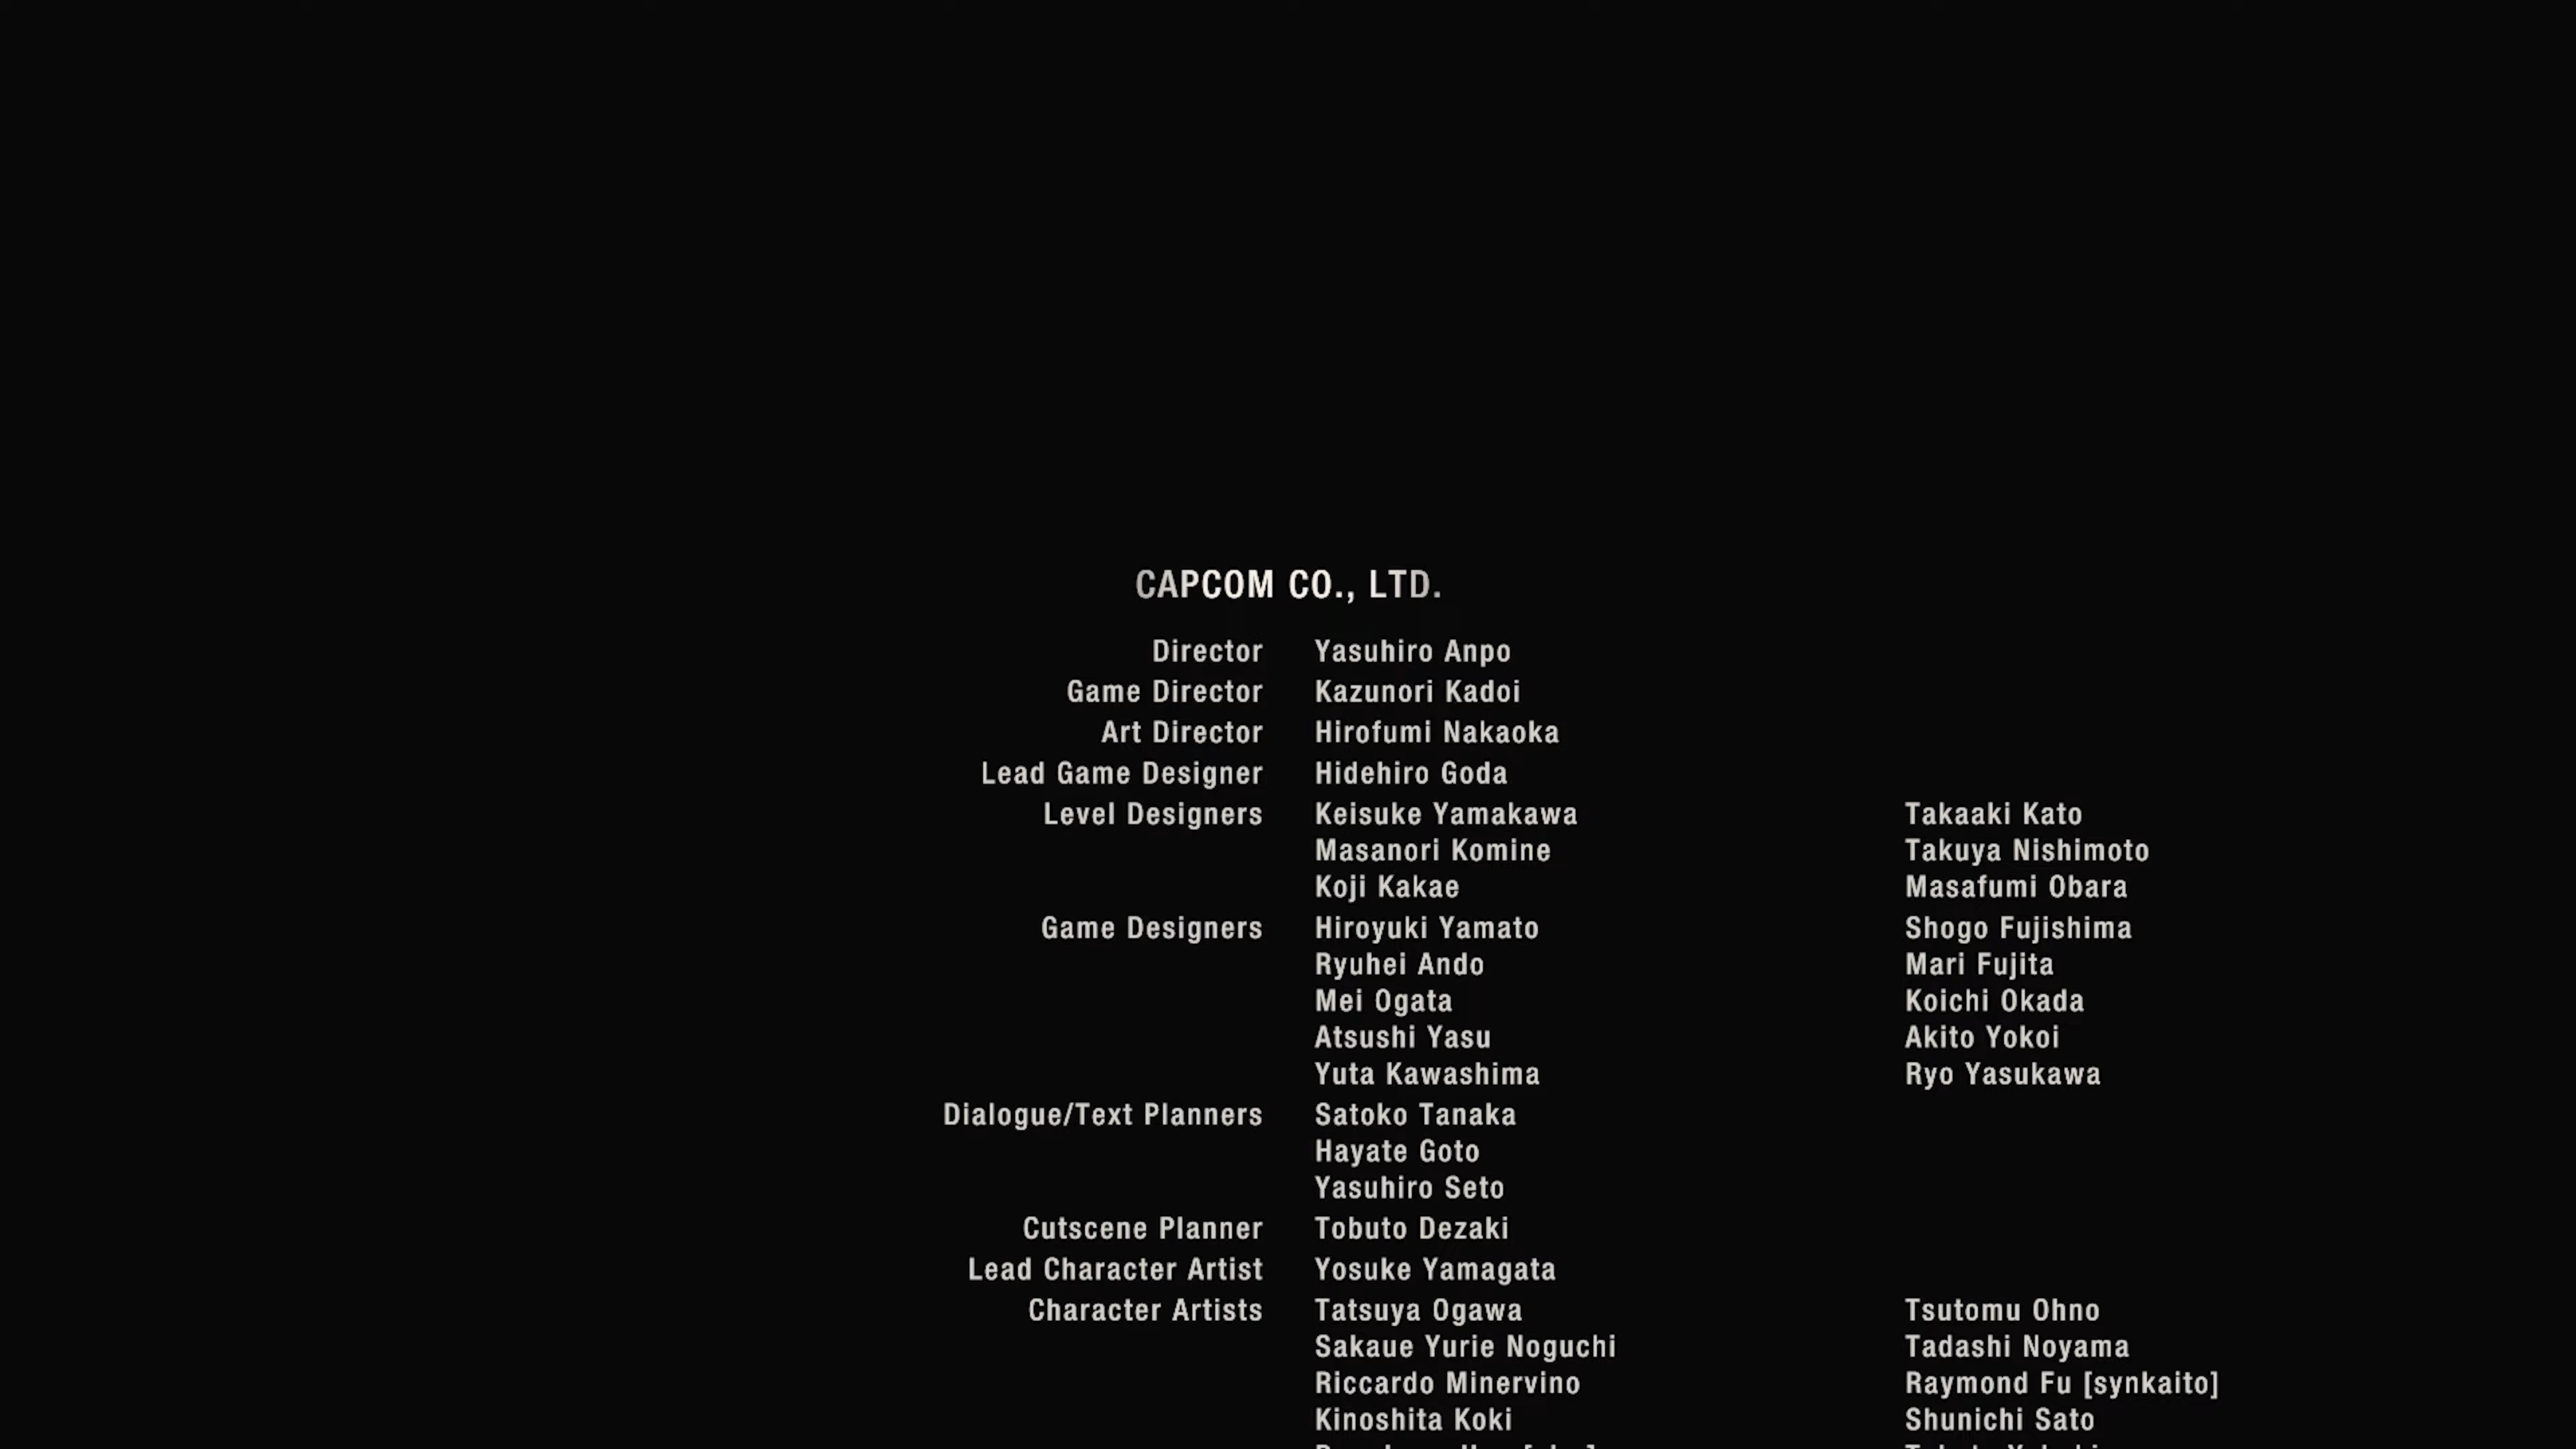 CAPCOM CO., LTD.
Director Yasuhiro Anpo
Game Director Kazunori Kadoi
Art Director Hirofumi Nakaoka
Lead Game Designer Hidehiro Goda
Level Designers Keisuke Yamakawa Takaaki Kato
Masanori Komine Takuya Nishimoto
Koji Kakae Masafumi Obara
Game Designers Hiroyuki Yamato Shogo Fujishima
Ryuhei Ando Mari Fujita
Mei Ogata Koichi Okada
Atsushi Yasu Akito Yokoi
Yuta Kawashima Ryo Yasukawa
Dialogue/Text Planners Satoko Tanaka
Hayate Goto
Yasuhiro Seto
Cutscene Planner Tobuto Dezaki
Lead Character Artist Yosuke Yamagata
Character Artists Tatsuya Ogawa Tsutomu Ohno
Sakaue Yurie Noguchi Tadashi Noyama
Riccardo Minervino Raymond Fu [synkaito]
Kinoshita Koki Shunichi Sato